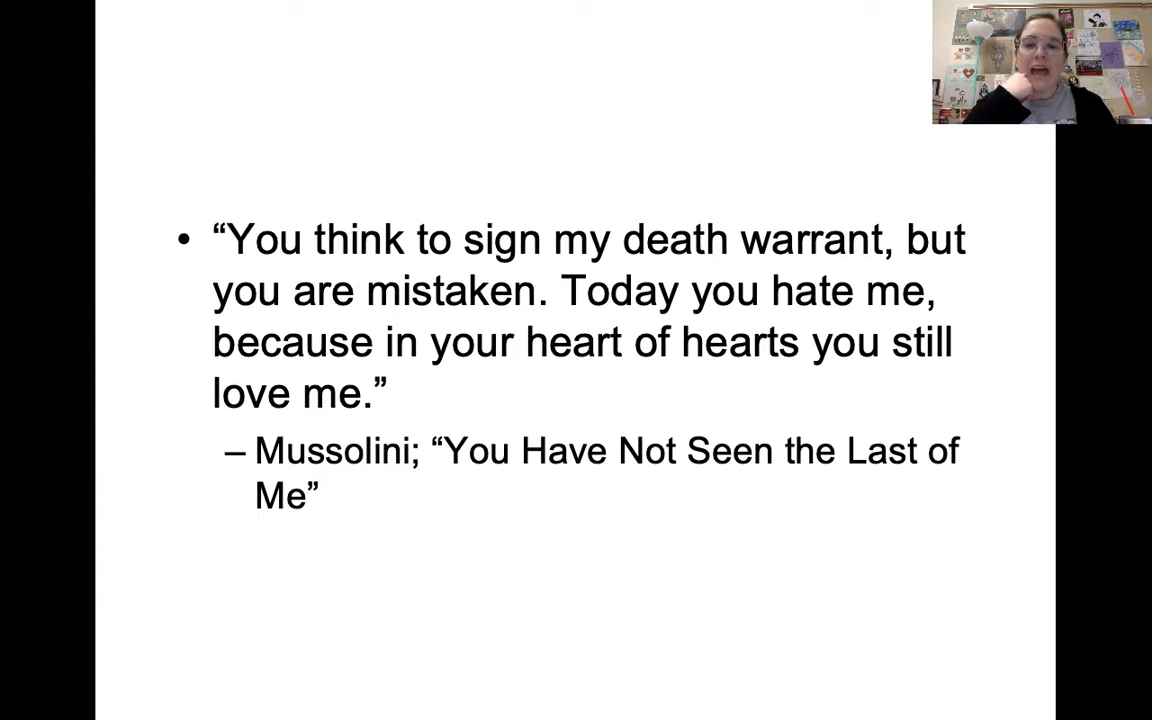 • “You think to sign my death warrant, but
you are mistaken. Today you hate me,
because in your heart of hearts you still
love me.”
– Mussolini; “You Have Not Seen the Last of
Me”